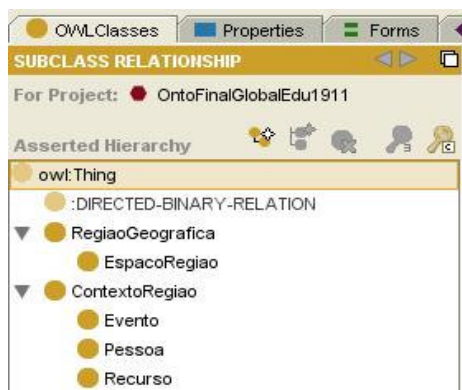 OWLClasses Properties Forms
SUBCLASS RELATIONSHIP
For Project: OntoFinalGlobalEdu1911
Asserted Hierarchy
owl:Thing
:DIRECTED-BINARY-RELATION
RegiaoGeografica
EspacoRegiao
ContextoRegiao
Evento
Pessoa
Recurso